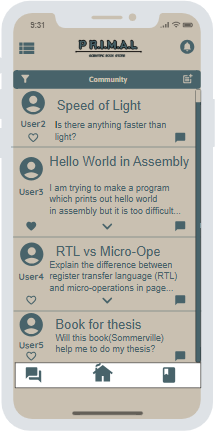 5:31
P.R.I.M.A.L
SCIENTIFIC BOOK STORE
Community
Speed of Light
User2
Is there anything faster than
light?
Hello World in Assembly
User3
I am trying to make a program
which prints out hello world
in assembly but it is too difficult...
RTL vs Micro-Ope
User4
Explain the difference between
register transfer language (RTL)
and micro-operations in page...
Book for thesis
User5
Will this book(Sommerville)
help me to do my thesis?